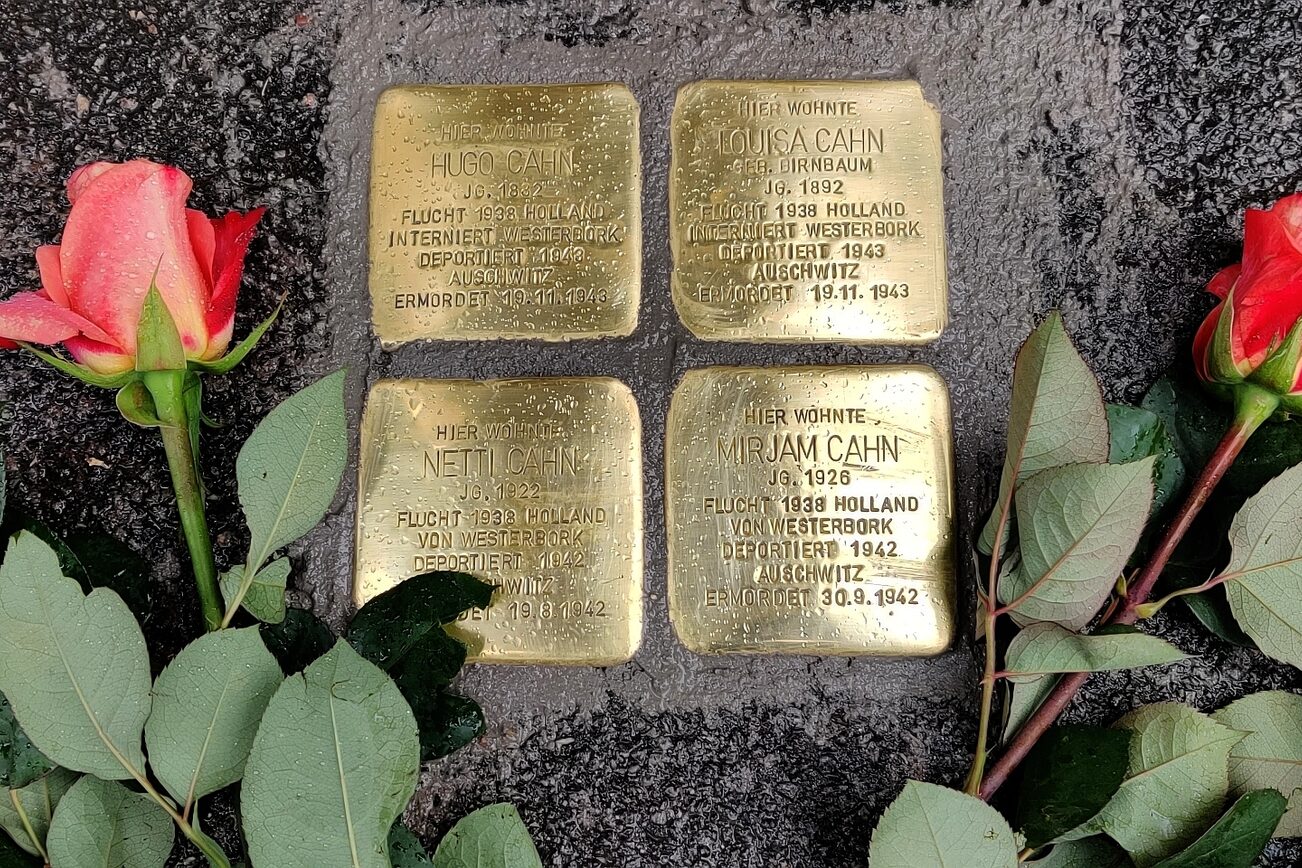 HIER WOHNTE
HUGO CAHN
FLUCHT 1938 HOLLAND
INTERNIERT WESTERBORK
DEPORTIERT 1943
AUSCHWITZ
ERMORDET 19.11.1943
HIER WOHNTE
LOUISA CAHN
GEB. BIRNBAUM
JG. 1892
FLUCHT 1938 HOLLAND
INTERNIERT WESTERBORK
DEPORTIERT 1943
AUSCHWITZ
ERMORDET 19.11.1943
HIER WOHNTE
NETTI CAHN
JG. 1922
FLUCHT 1938 HOLLAND
VON WESTERBORK
DEPORTIERT 1942
19.8.1942
HIER WOHNTE
MIRJAM CAHN
JG. 1926
FLUCHT 1938 HOLLAND
VON WESTERBORK
DEPORTIERT 1942
AUSCHWITZ
ERMORDET 30.9.1942